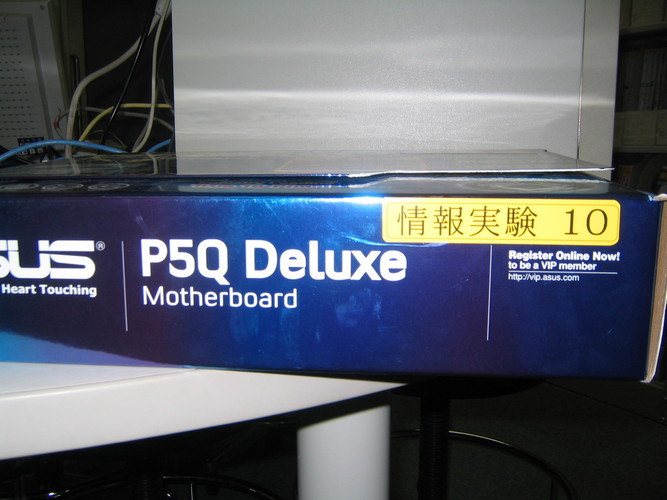 SUS®
Heart Touching
P5Q Deluxe
Motherboard
情報実験 10
Register Online Now!
to be a VIP member
http://vip.asus.com